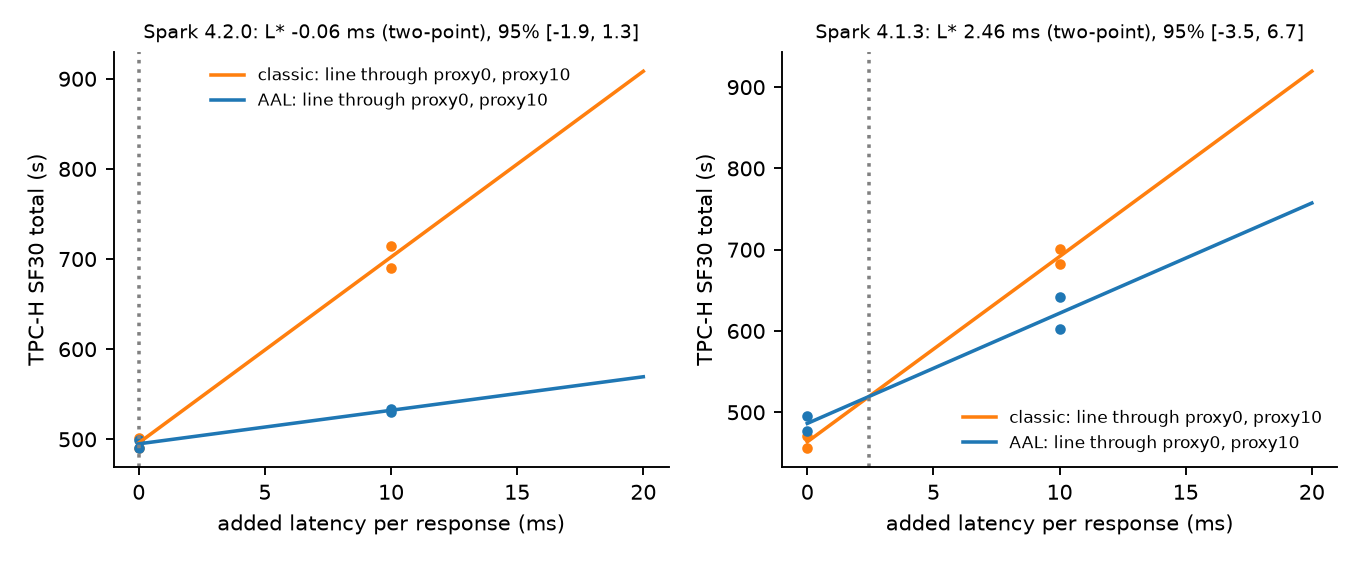 Spark 4.2.0: L* -0.06 ms (two-point), 95% [-1.9, 1.3]
TPC-H SF30 total (s)
900
800
700
600
500
classic: line through proxy0, proxy10
AAL: line through proxy0, proxy10
0 5 10 15 20
added latency per response (ms)
Spark 4.1.3: L* 2.46 ms (two-point), 95% [-3.5, 6.7]
TPC-H SF30 total (s)
900
800
700
600
500
classic: line through proxy0, proxy10
AAL: line through proxy0, proxy10
0 5 10 15 20
added latency per response (ms)